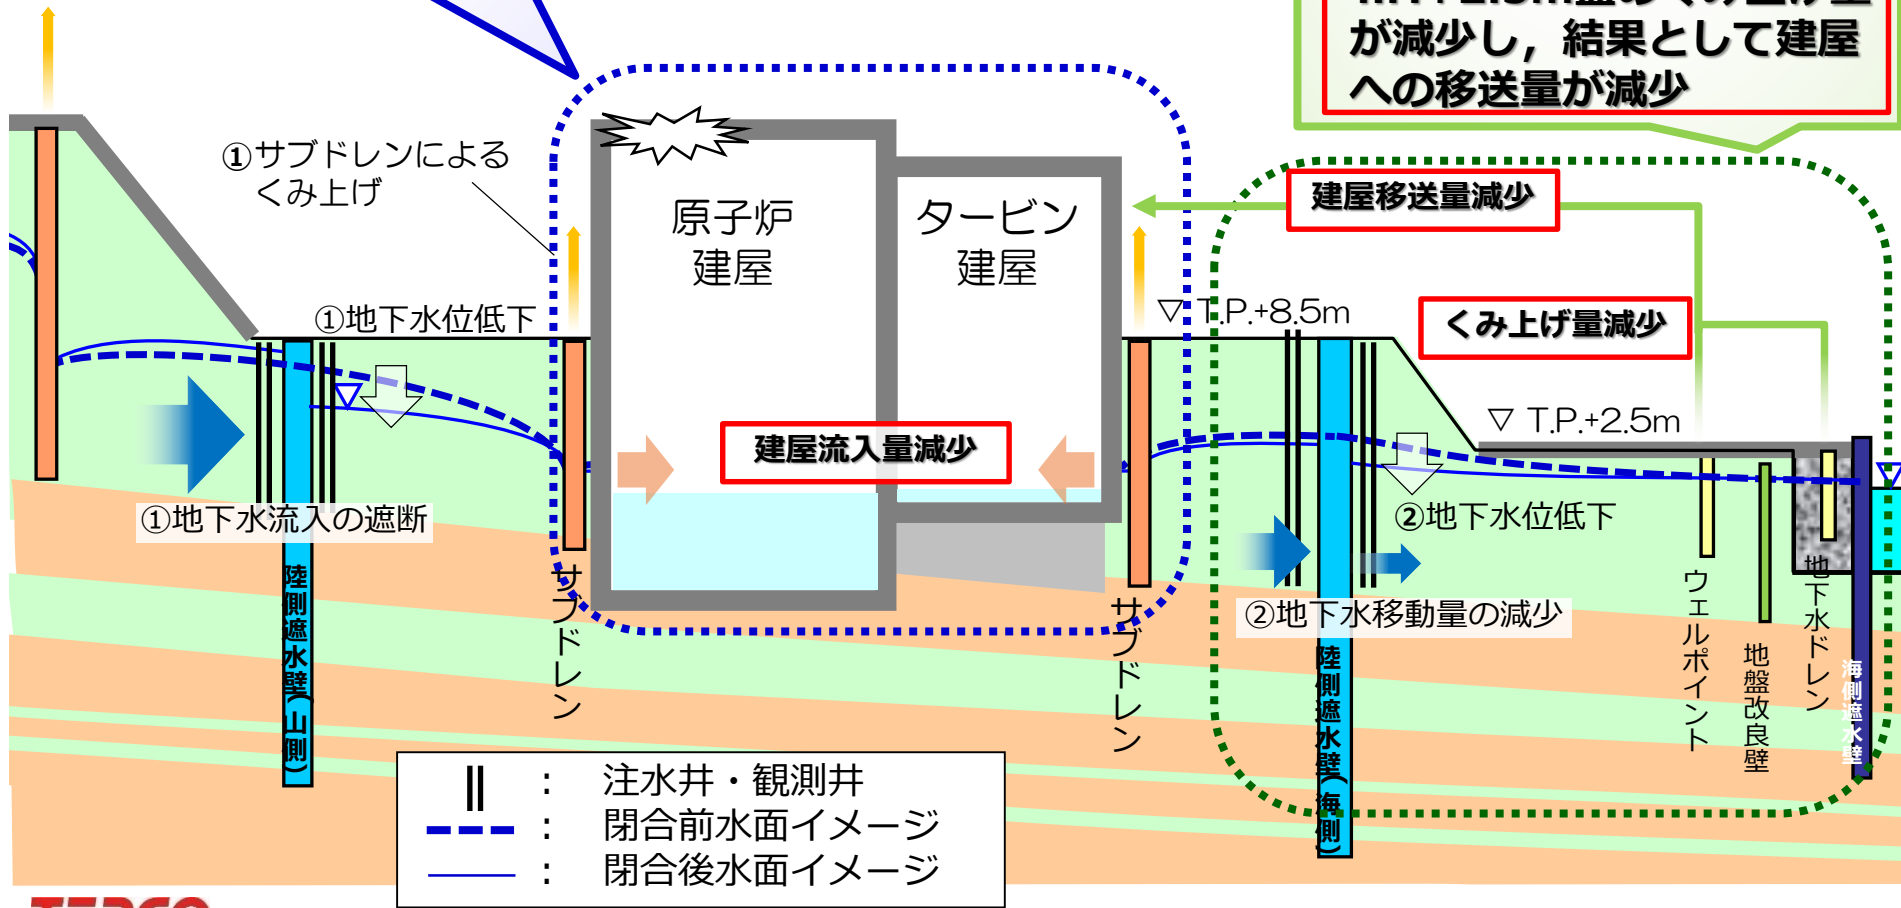 が減少し，結果として建屋
への移送量が減少
①サブドレンによる
くみ上げ
原子炉
建屋
タービン
建屋
建屋移送量減少
①地下水位低下
▽ T.P.+8.5m
くみ上げ量減少
▽ T.P.+2.5m
建屋流入量減少
①地下水流入の遮断
②地下水位低下
②地下水移動量の減少
陸側遮水壁(山側)
サブドレン
サブドレン
陸側遮水壁(海側)
ウェルポイント
地盤改良壁
地下水ドレン
海側遮水壁
： 注水井・観測井
： 閉合前水面イメージ
： 閉合後水面イメージ
TEPCO